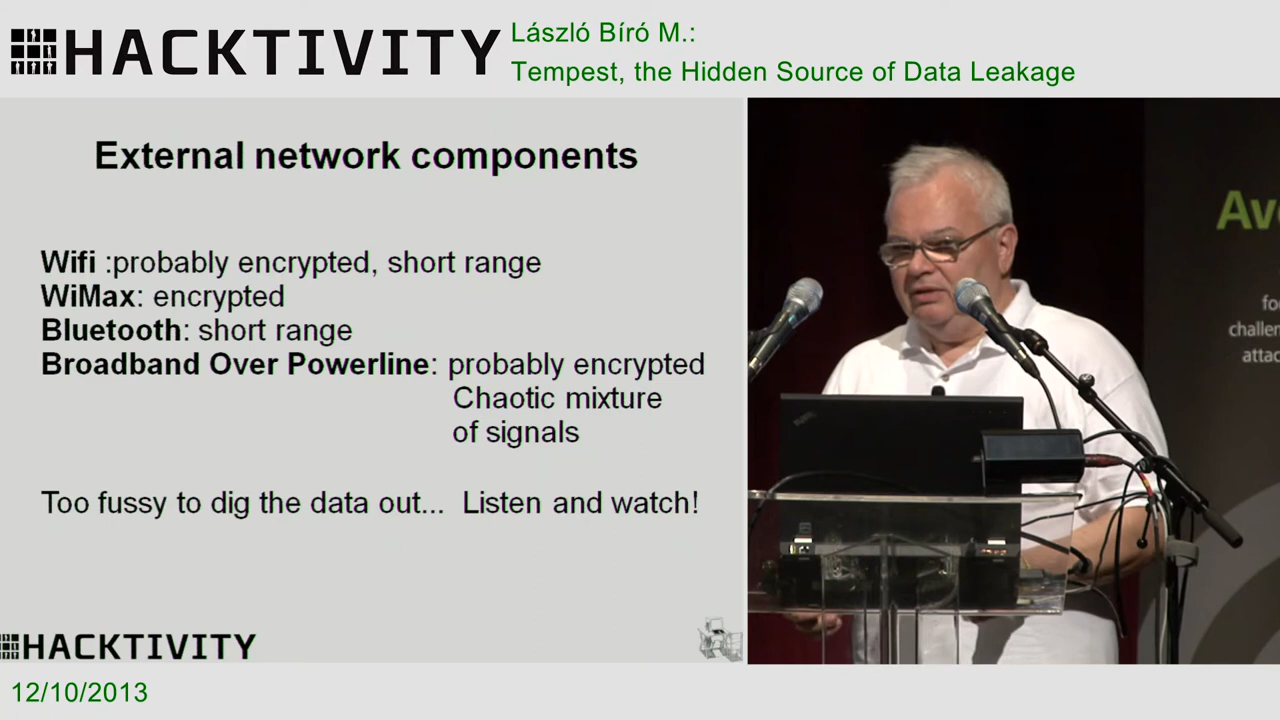 HACKTIVITY
László Bíró M.:
Tempest, the Hidden Source of Data Leakage
External network components
Wifi :probably encrypted, short range
WiMax: encrypted
Bluetooth: short range
Broadband Over Powerline: probably encrypted
Chaotic mixture
of signals
Too fussy to dig the data out... Listen and watch!
HACKTIVITY
12/10/2013